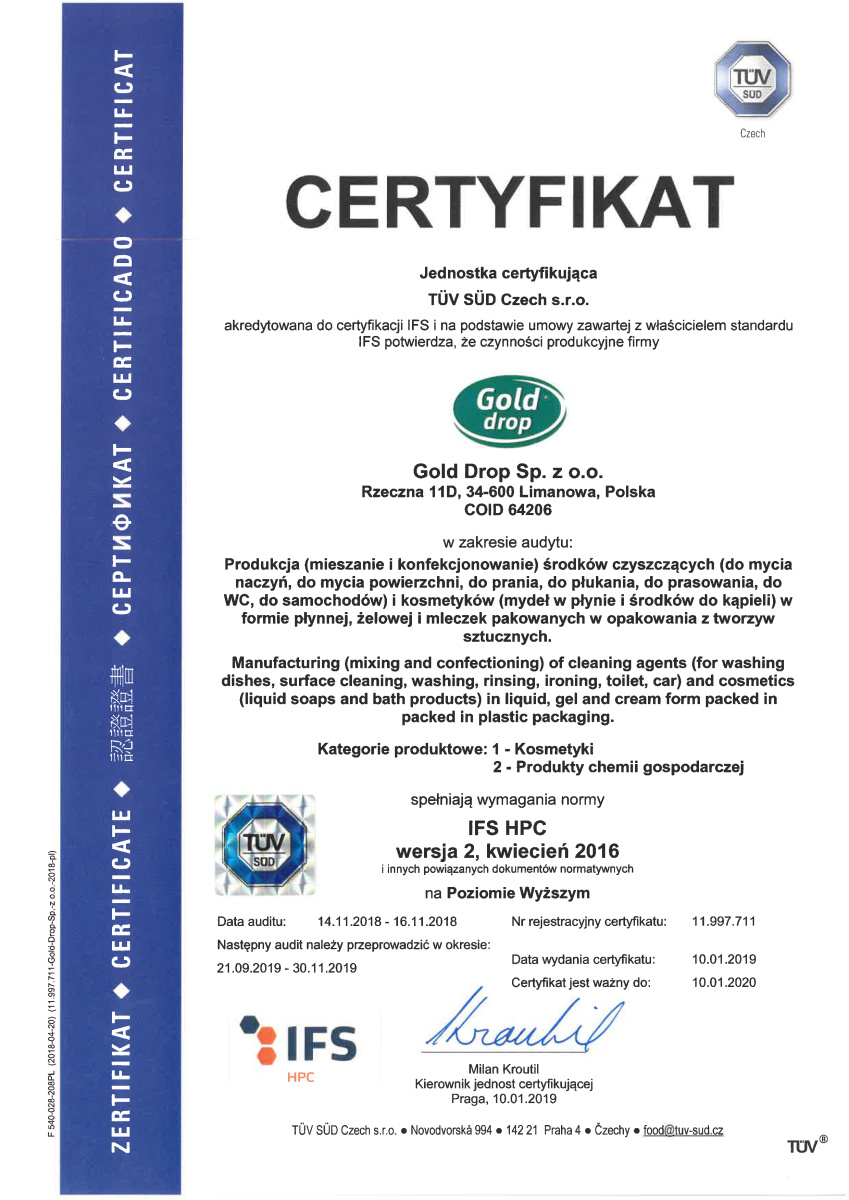 TÜV
SÜD
Czech
CERTYFIKAT
Jednostka certyfikująca
TÜV SÜD Czech s.r.o.
akredytowana do certyfikacji IFS i na podstawie umowy zawartej z właścicielem standardu
IFS potwierdza, że czynności produkcyjne firmy
Gold
drop
Gold Drop Sp. z o.o.
Rzeczna 11D, 34-600 Limanowa, Polska
COID 64206
w zakresie audytu:
Produkcja (mieszanie i konfekcjonowanie) środków czyszczących (do mycia
naczyń, do mycia powierzchni, do prania, do płukania, do prasowania, do
WC, do samochodów) i kosmetyków (mydeł w płynie i środków do kąpieli) w
formie płynnej, żelowej i mleczek pakowanych w opakowania z tworzyw
sztucznych.
Manufacturing (mixing and confectioning) of cleaning agents (for washing
dishes, surface cleaning, washing, rinsing, ironing, toilet, car) and cosmetics
(liquid soaps and bath products) in liquid, gel and cream form packed in
packed in plastic packaging.
Kategorie produktowe: 1 - Kosmetyki
2 - Produkty chemii gospodarczej
spełniają wymagania normy
IFS HPC
wersja 2, kwiecień 2016
i innych powiązanych dokumentów normatywnych
na Poziomie Wyższym
TÜV
SÜD
Data auditu: 14.11.2018 - 16.11.2018
Następny audit należy przeprowadzić w okresie:
21.09.2019 - 30.11.2019
Nr rejestracyjny certyfikatu: 11.997.711
Data wydania certyfikatu: 10.01.2019
Certyfikat jest ważny do: 10.01.2020
IFS
HPC
Kroutil
Milan Kroutil
Kierownik jednost certyfikującej
Praga, 10.01.2019
TÜV SÜD Czech s.r.o. ● Novodvorská 994 ● 142 21 Praha 4 ● Čzechy ● food@tuv-sud.cz
TÜV®
ZERTIFIKAT ◆ CERTIFICATE ◆ 認證證書 ◆ СЕРТИФИКАТ ◆ CERTIFICADO ◆ CERTIFICAT
F 540-028-208PL (2018-04-20) (11.997.711-Gold-Drop-Sp.-z o.o.-2018-pl)